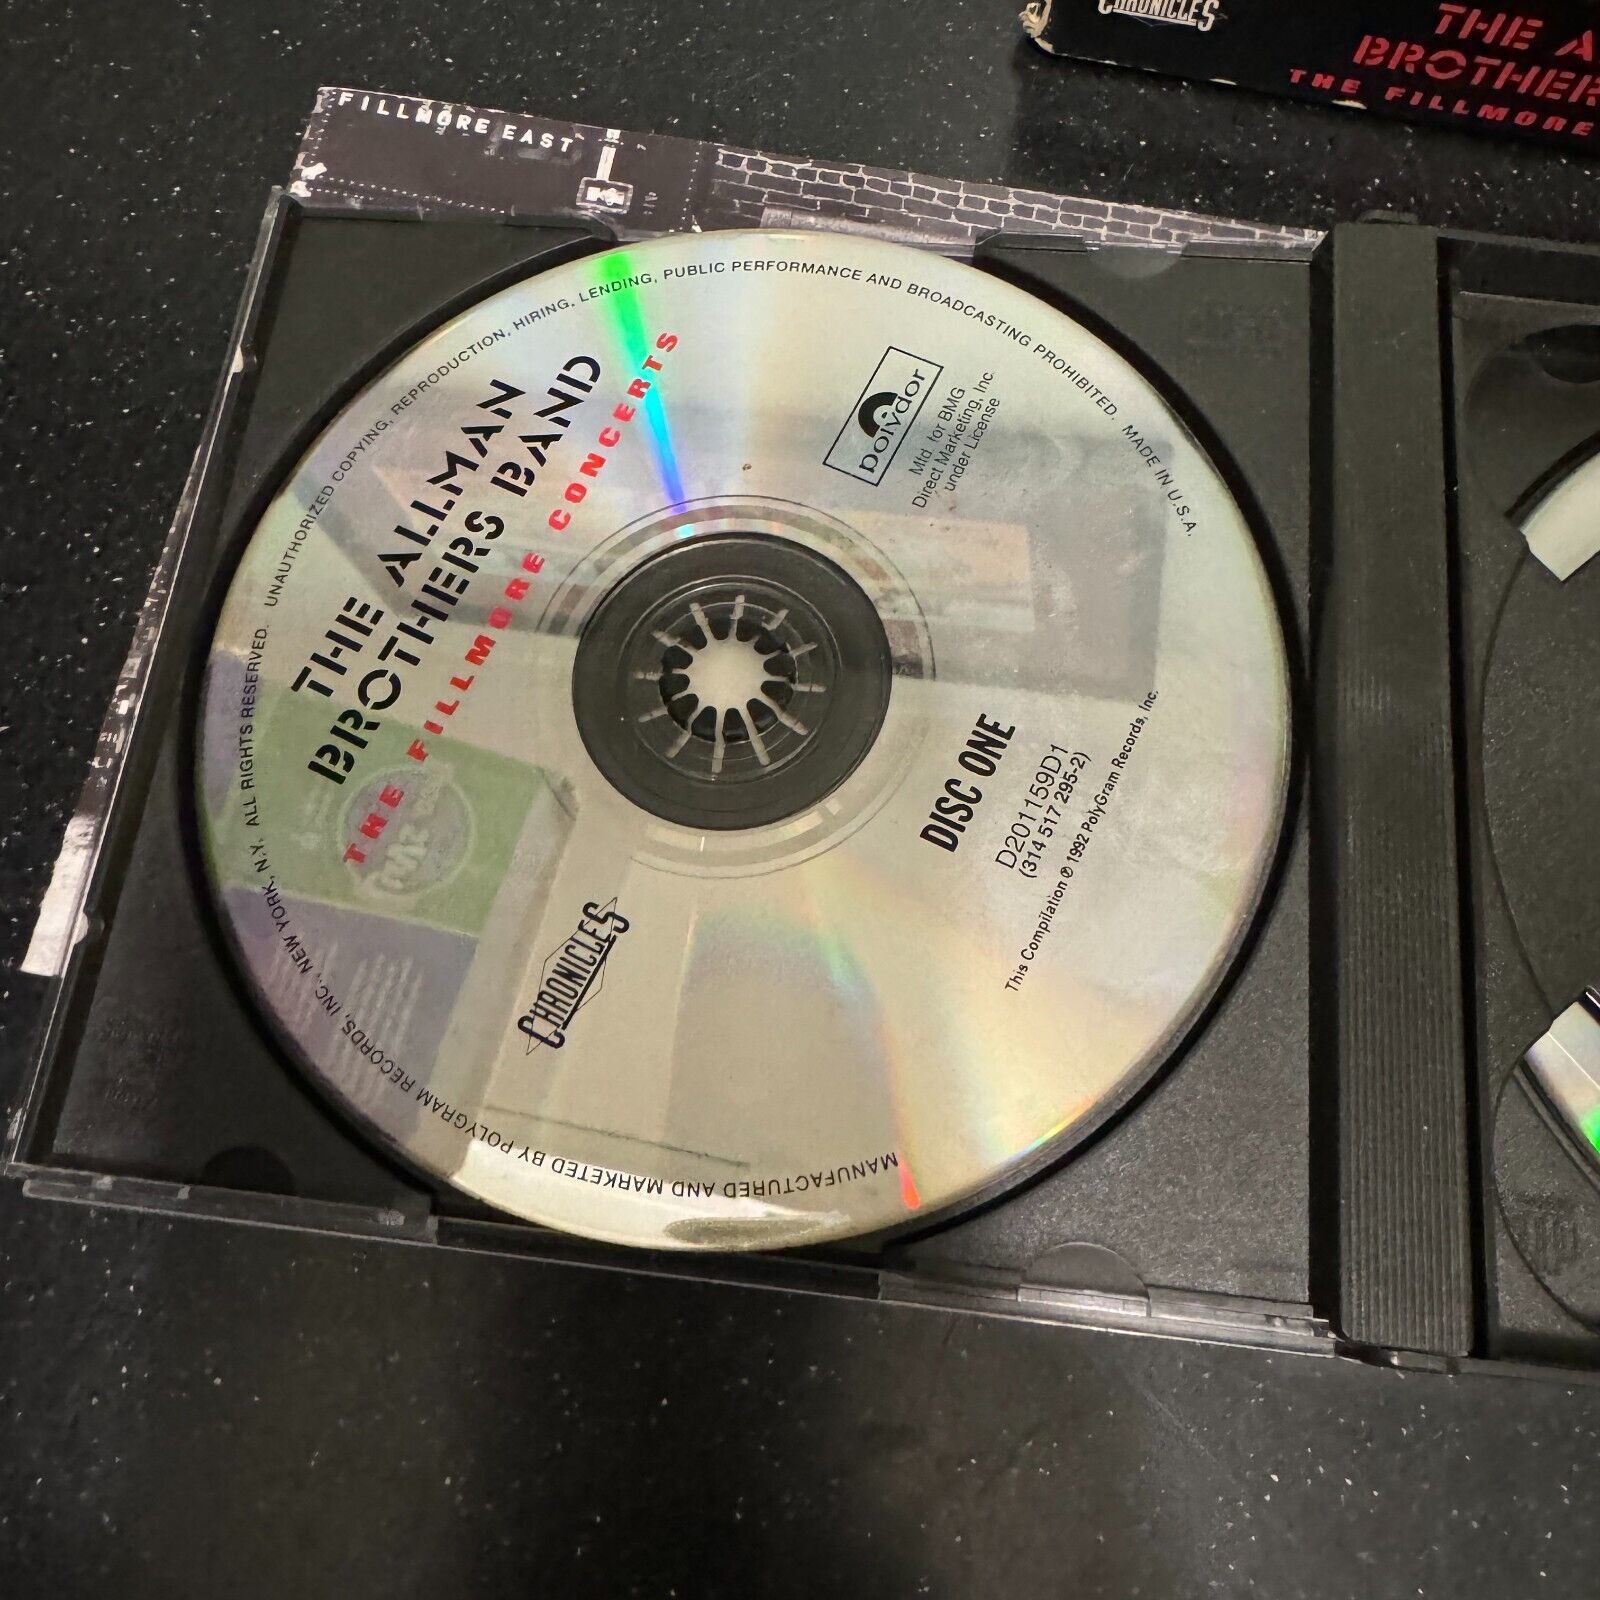 CHRONICLES
THE A
BROTHER
THE FILLMORE
FILLMORE EAST
THE ALLMAN
BROTHERS BAND
THE FILLMORE CONCERTS
polydor
Mfd. for BMG
Direct Marketing, Inc.
under License
DISC ONE
D201159D1
(314 517 295-2)
This Compilation ℗ 1992 PolyGram Records, Inc.
CHRONICLES
MANUFACTURED AND MARKETED BY POLYGRAM RECORDS, INC., NEW YORK, N.Y. ALL RIGHTS RESERVED. UNAUTHORIZED COPYING, REPRODUCTION, HIRING, LENDING, PUBLIC PERFORMANCE AND BROADCASTING PROHIBITED. MADE IN U.S.A.